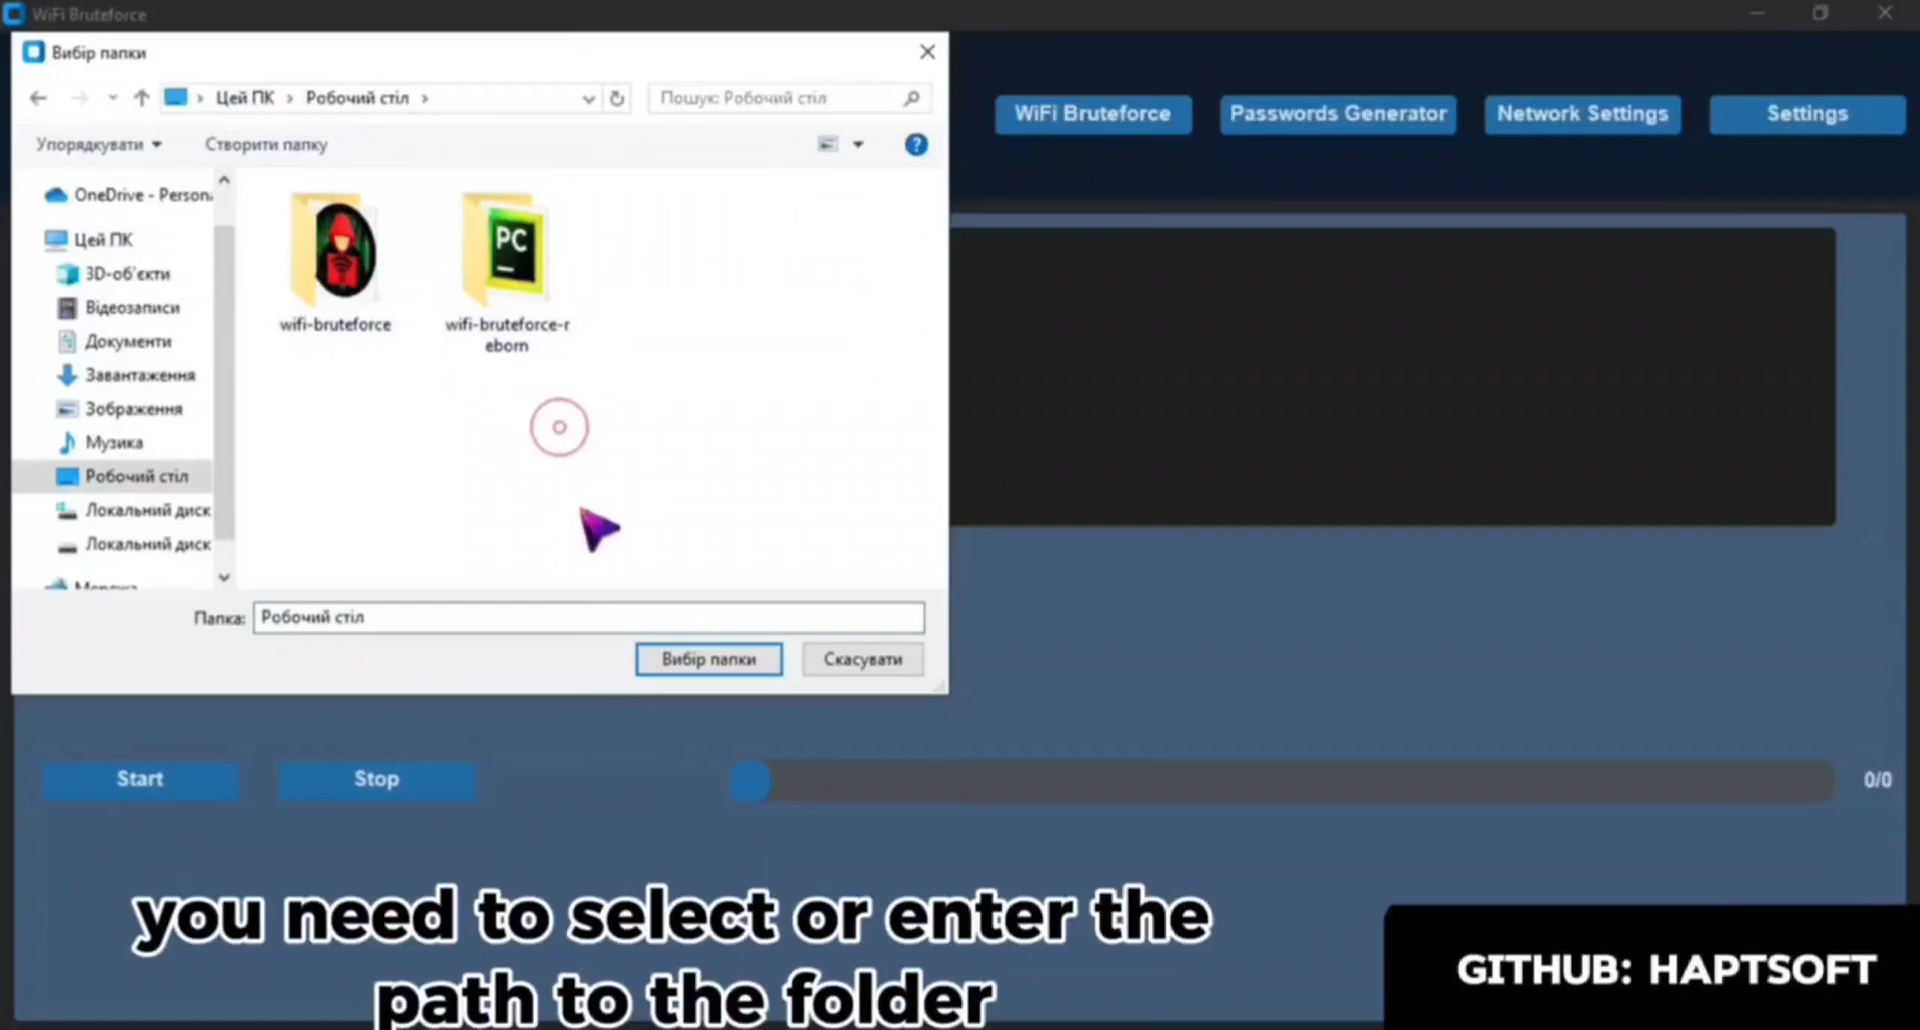 WiFi Bruteforce
Вибір папки
Цей ПК
Робочий стіл
Пошук: Робочий стіл
WiFi Bruteforce
Passwords Generator
Network Settings
Settings
Упорядкувати
Створити папку
OneDrive - Person
Цей ПК
3D-об'єкти
Відеозаписи
Документи
Завантаження
Зображення
Музика
Робочий стіл
Локальний диск
Локальний диск
Мережа
wifi-bruteforce
PC
wifi-bruteforce-r
eborn
Папка:
Робочий стіл
Вибір папки
Скасувати
Start
Stop
0/0
you need to select or enter the
path to the folder
GITHUB: HAPTSOFT